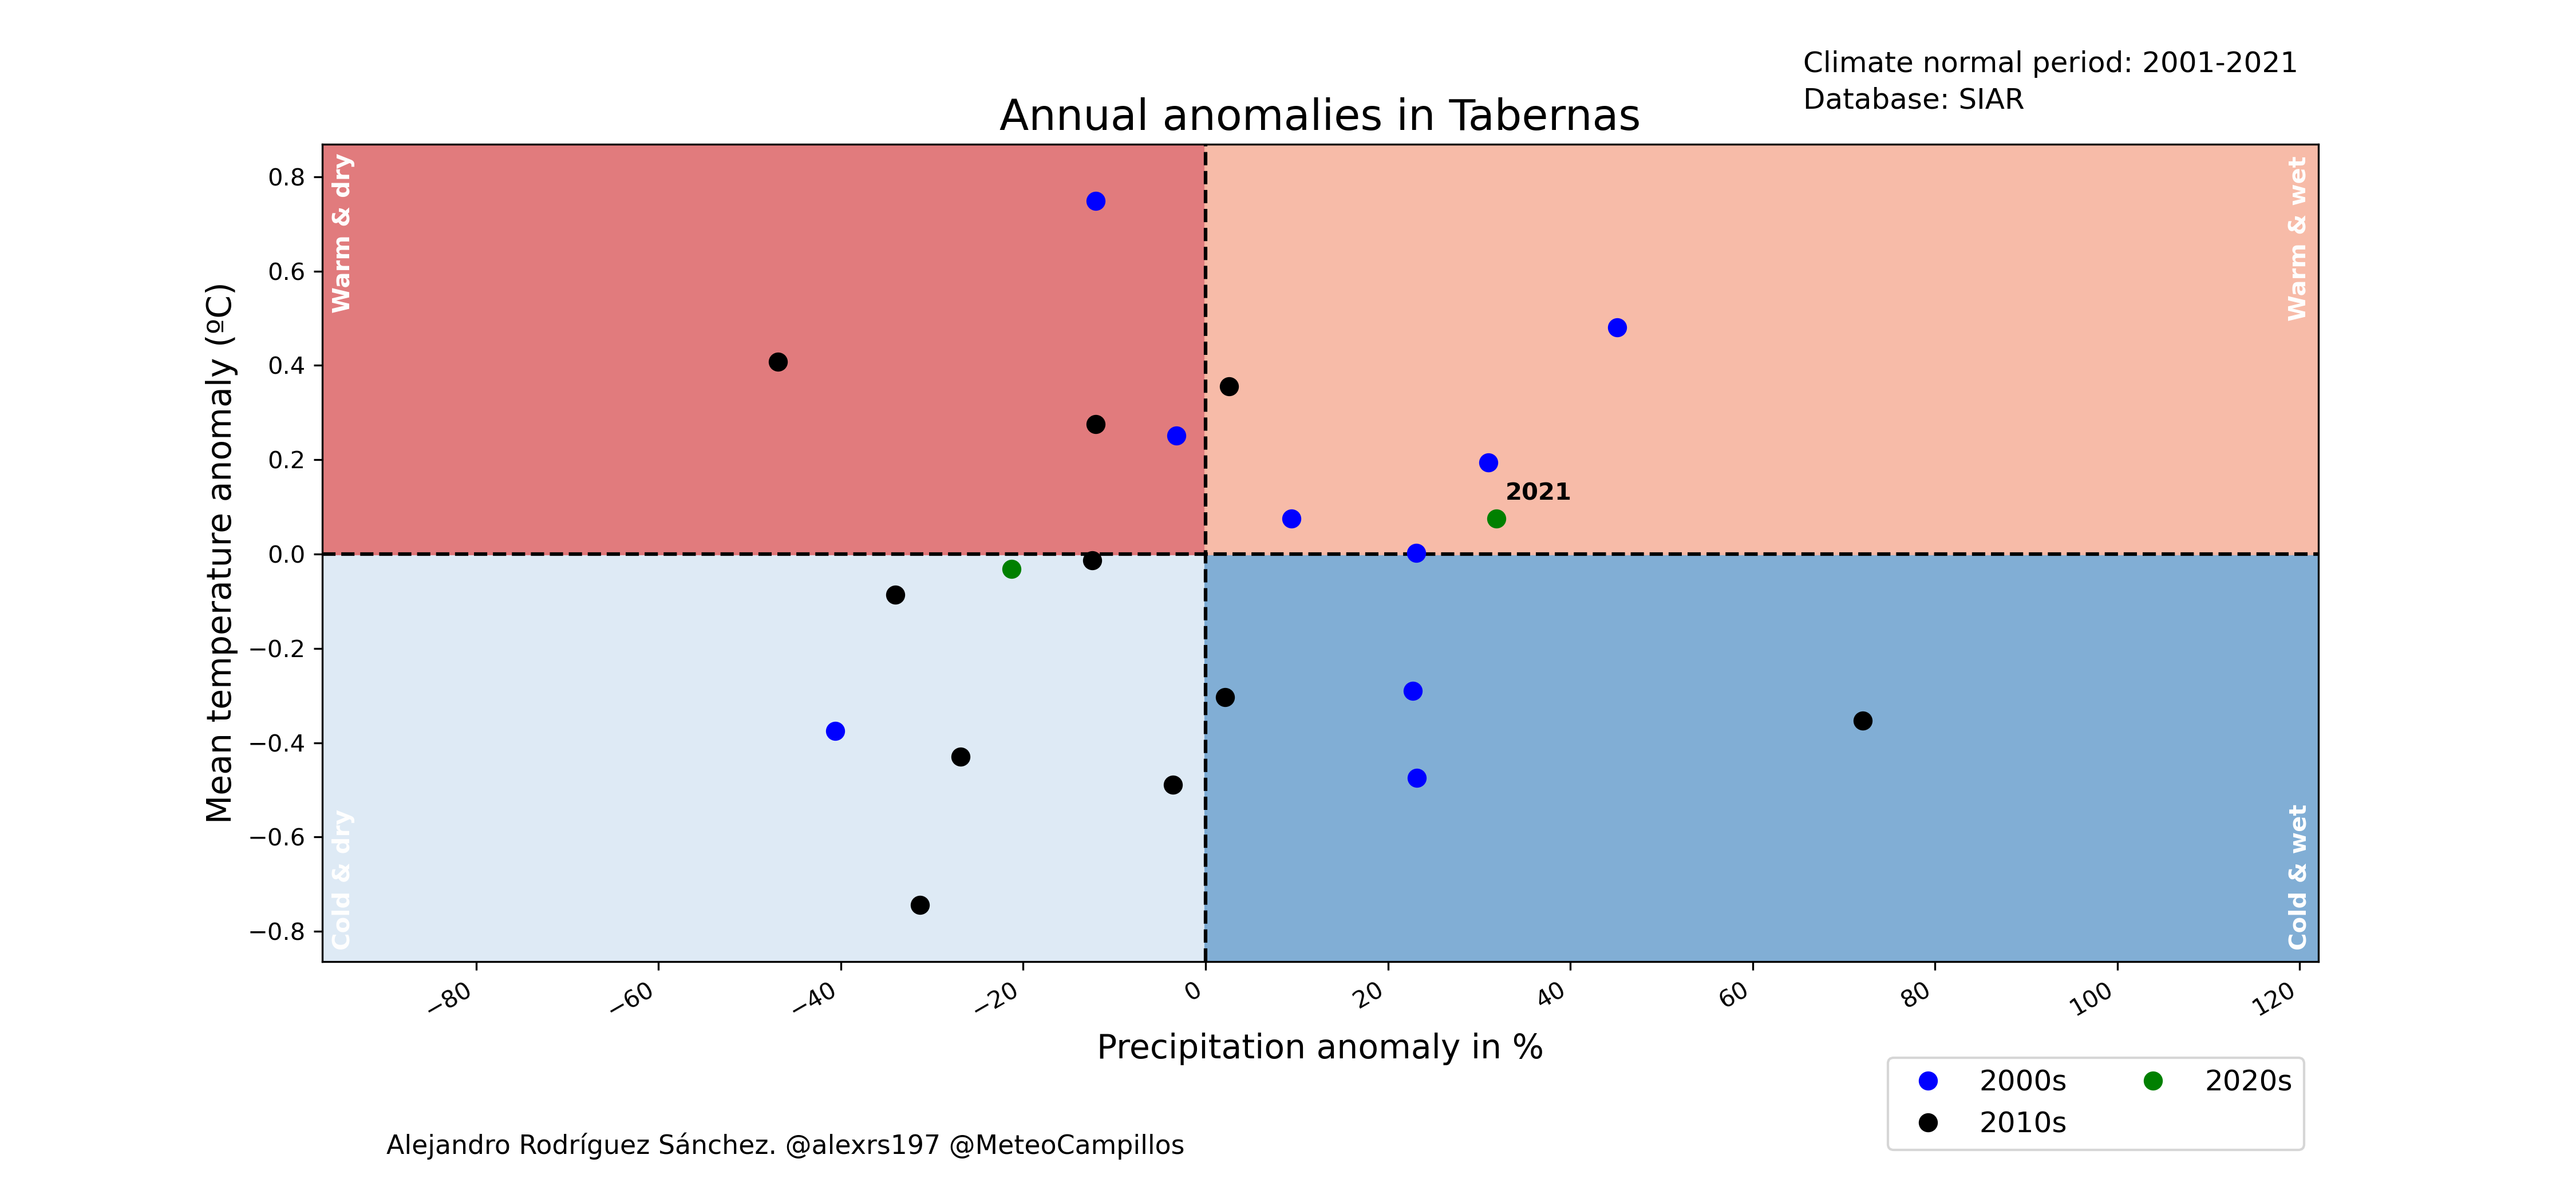 Climate normal period: 2001-2021
Database: SIAR
Annual anomalies in Tabernas
Warm & dry
Warm & wet
0.8
0.6
0.4
0.2
0.0
−0.2
−0.4
−0.6
−0.8
Mean temperature anomaly (ºC)
2021
Cold & dry
Cold & wet
−80
−60
−40
−20
0
20
40
60
80
100
120
Precipitation anomaly in %
2000s
2010s
2020s
Alejandro Rodríguez Sánchez. @alexrs197 @MeteoCampillos